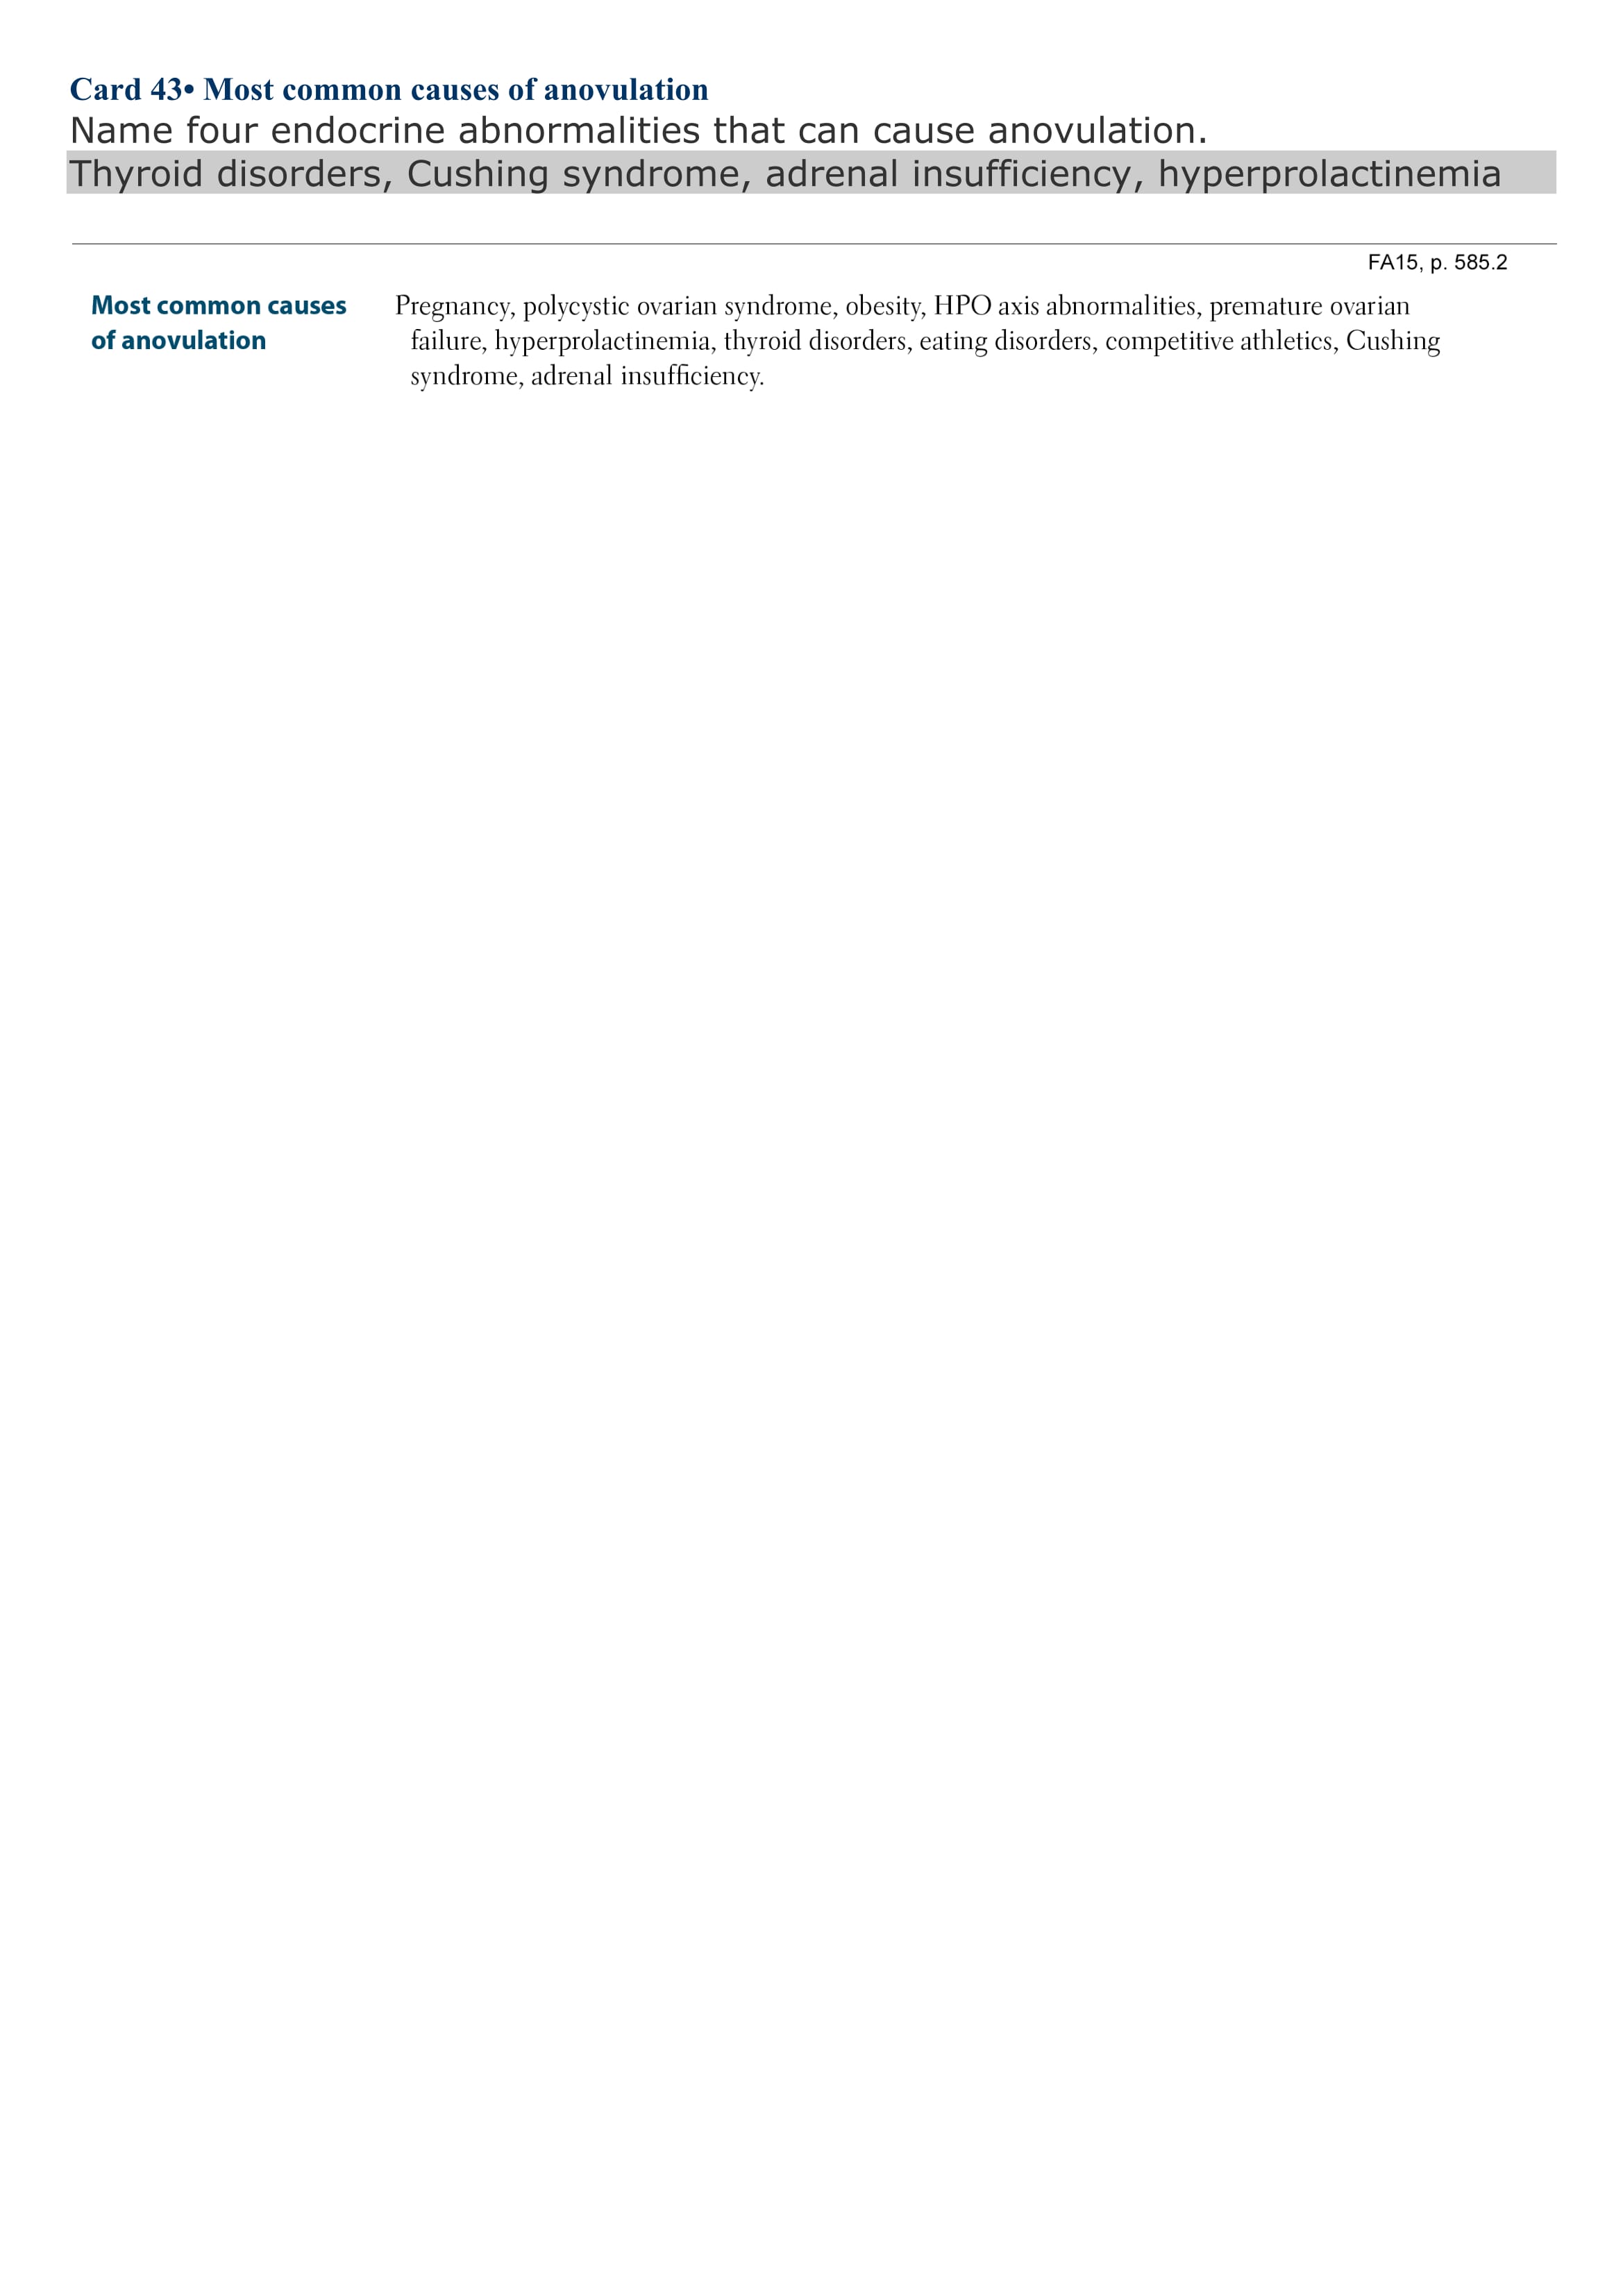 Card 43• Most common causes of anovulation
Name four endocrine abnormalities that can cause anovulation.
Thyroid disorders, Cushing syndrome, adrenal insufficiency, hyperprolactinemia
FA15, p. 585.2
Most common causes
of anovulation
Pregnancy, polycystic ovarian syndrome, obesity, HPO axis abnormalities, premature ovarian
failure, hyperprolactinemia, thyroid disorders, eating disorders, competitive athletics, Cushing
syndrome, adrenal insufficiency.